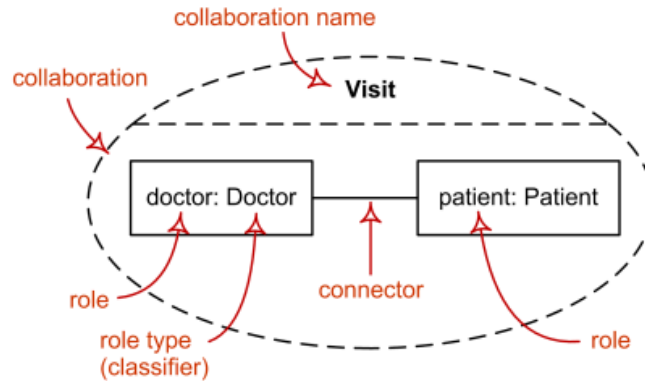 collaboration name
collaboration
Visit
doctor: Doctor
patient: Patient
role
connector
role type
(classifier)
role